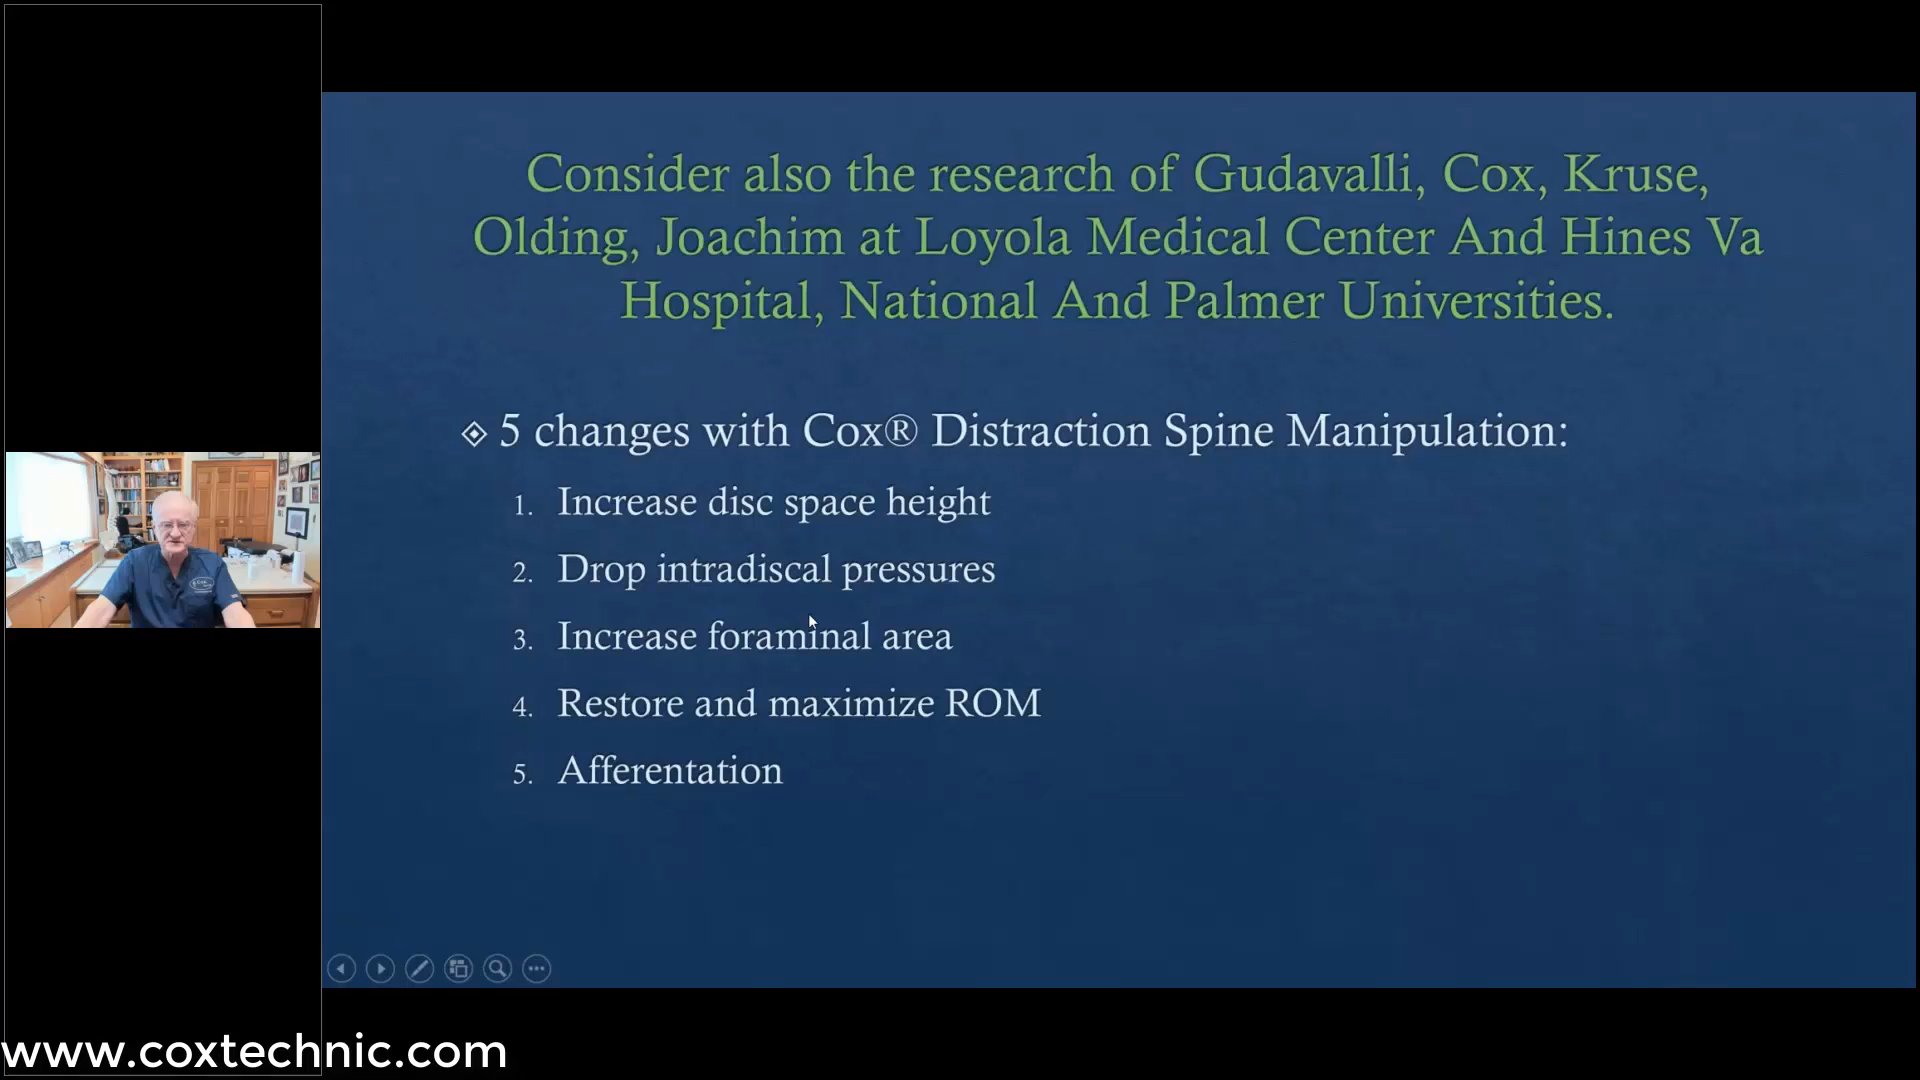 Consider also the research of Gudavalli, Cox, Kruse,
Olding, Joachim at Loyola Medical Center And Hines Va
Hospital, National And Palmer Universities.
5 changes with Cox® Distraction Spine Manipulation:
1. Increase disc space height
2. Drop intradiscal pressures
3. Increase foraminal area
4. Restore and maximize ROM
5. Afferentation
www.coxtechnic.com